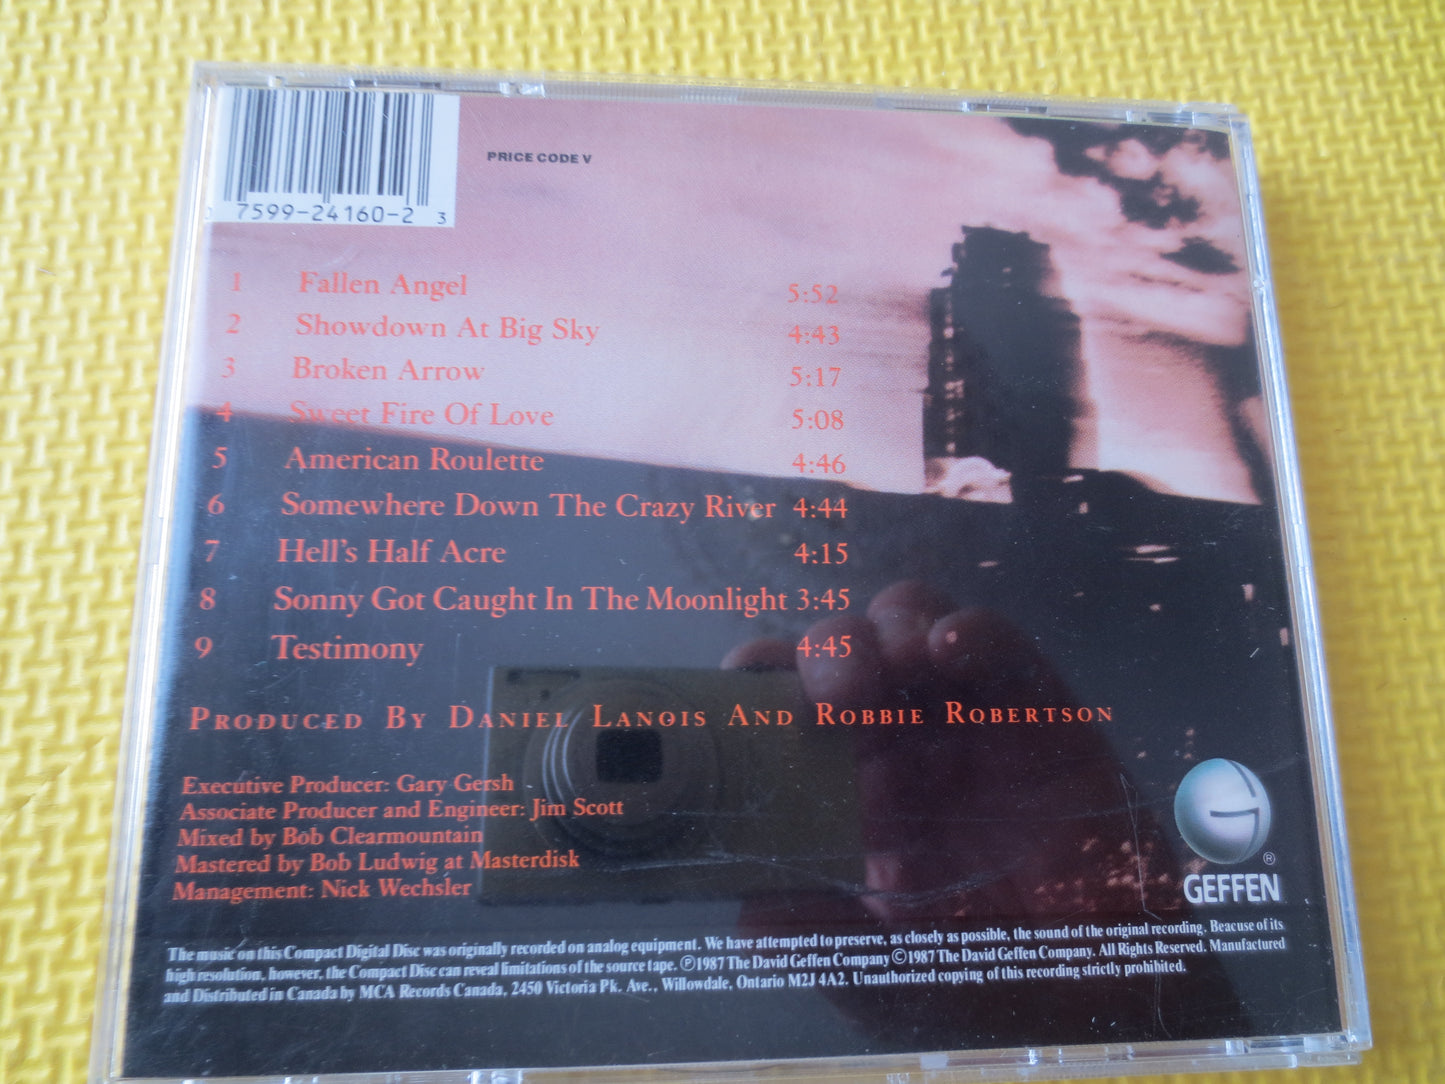 0 7599-24160-2 3
PRICE CODE V
1 Fallen Angel 5:52
2 Showdown At Big Sky 4:43
3 Broken Arrow 5:17
4 Sweet Fire Of Love 5:08
5 American Roulette 4:46
6 Somewhere Down The Crazy River 4:44
7 Hell's Half Acre 4:15
8 Sonny Got Caught In The Moonlight 3:45
9 Testimony 4:45
PRODUCED BY DANIEL LANOIS AND ROBBIE ROBERTSON
Executive Producer: Gary Gersh
Associate Producer and Engineer: Jim Scott
Mixed by Bob Clearmountain
Mastered by Bob Ludwig at Masterdisk
Management: Nick Wechsler
G
®
GEFFEN
The music on this Compact Digital Disc was originally recorded on analog equipment. We have attempted to preserve, as closely as possible, the sound of the original recording. Beacuse of its
high resolution, however, the Compact Disc can reveal limitations of the source tape. ℗1987 The David Geffen Company ©1987 The David Geffen Company. All Rights Reserved. Manufactured
and Distributed in Canada by MCA Records Canada, 2450 Victoria Pk. Ave., Willowdale, Ontario M2J 4A2. Unauthorized copying of this recording strictly prohibited.